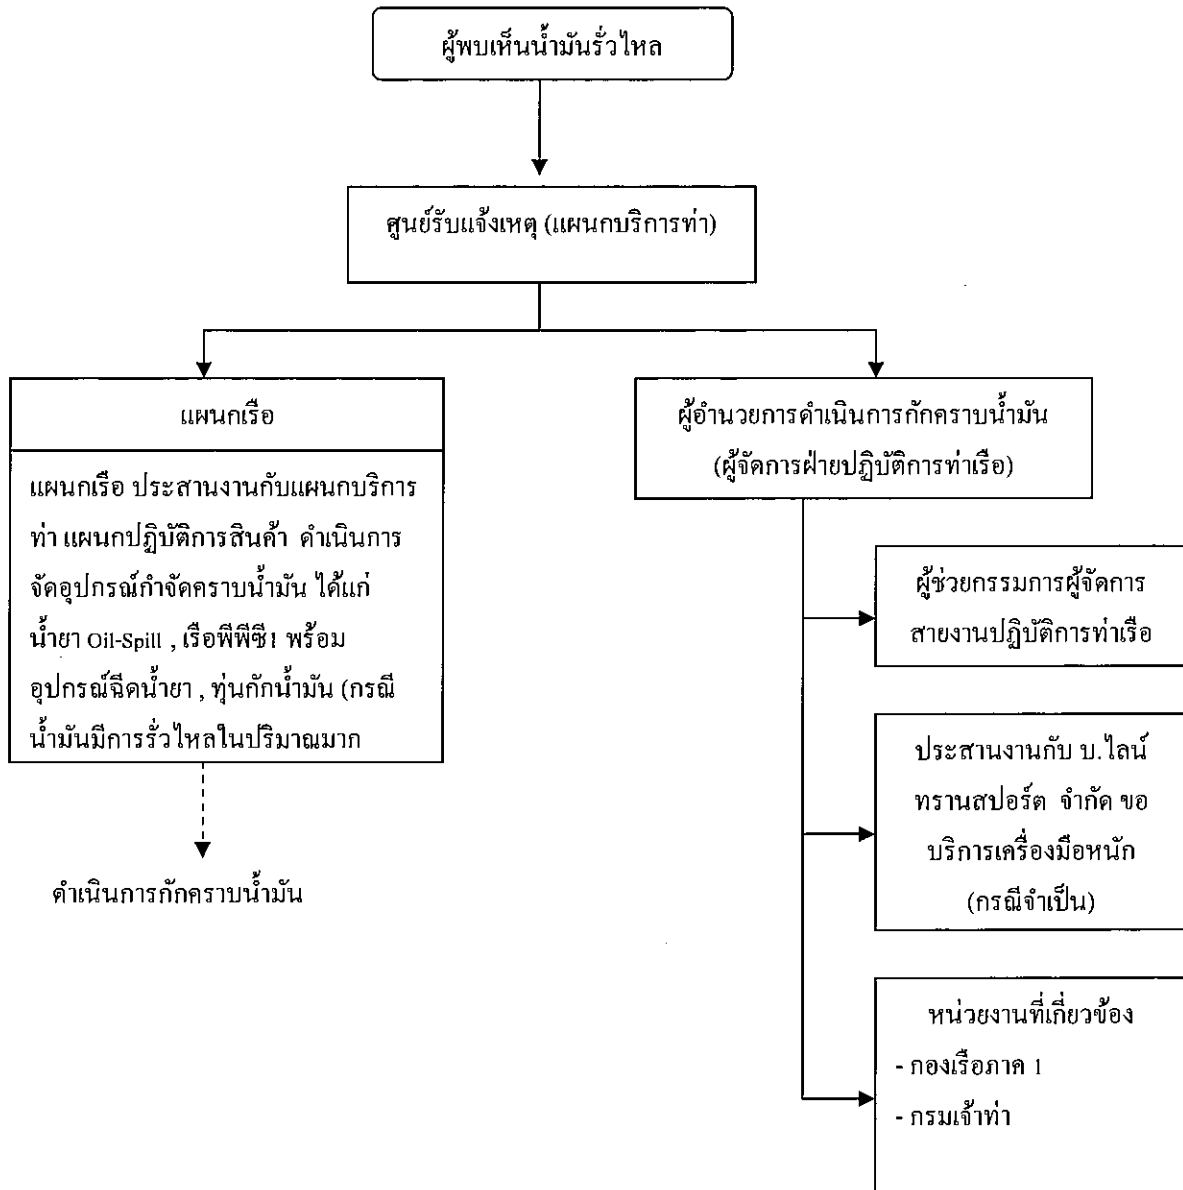 ผู้พบเห็นน้ำมันรั่วไหล
ศูนย์รับแจ้งเหตุ (แผนกบริการท่า)
แผนกเรือ
แผนกเรือ ประสานงานกับแผนกบริการ
ท่า แผนกปฏิบัติการสินค้า ดำเนินการ
จัดอุปกรณ์กำจัดคราบน้ำมัน ได้แก่
น้ำยา Oil-Spill , เรือพีพีซี1 พร้อม
อุปกรณ์ฉีดน้ำยา , ทุ่นกักน้ำมัน (กรณี
น้ำมันมีการรั่วไหลในปริมาณมาก
ดำเนินการกักคราบน้ำมัน
ผู้อำนวยการดำเนินการกักคราบน้ำมัน
(ผู้จัดการฝ่ายปฏิบัติการท่าเรือ)
ผู้ช่วยกรรมการผู้จัดการ
สายงานปฏิบัติการท่าเรือ
ประสานงานกับ บ.ไลน์
ทรานสปอร์ต จำกัด ขอ
บริการเครื่องมือหนัก
(กรณีจำเป็น)
หน่วยงานที่เกี่ยวข้อง
- กองเรือภาค 1
- กรมเจ้าท่า